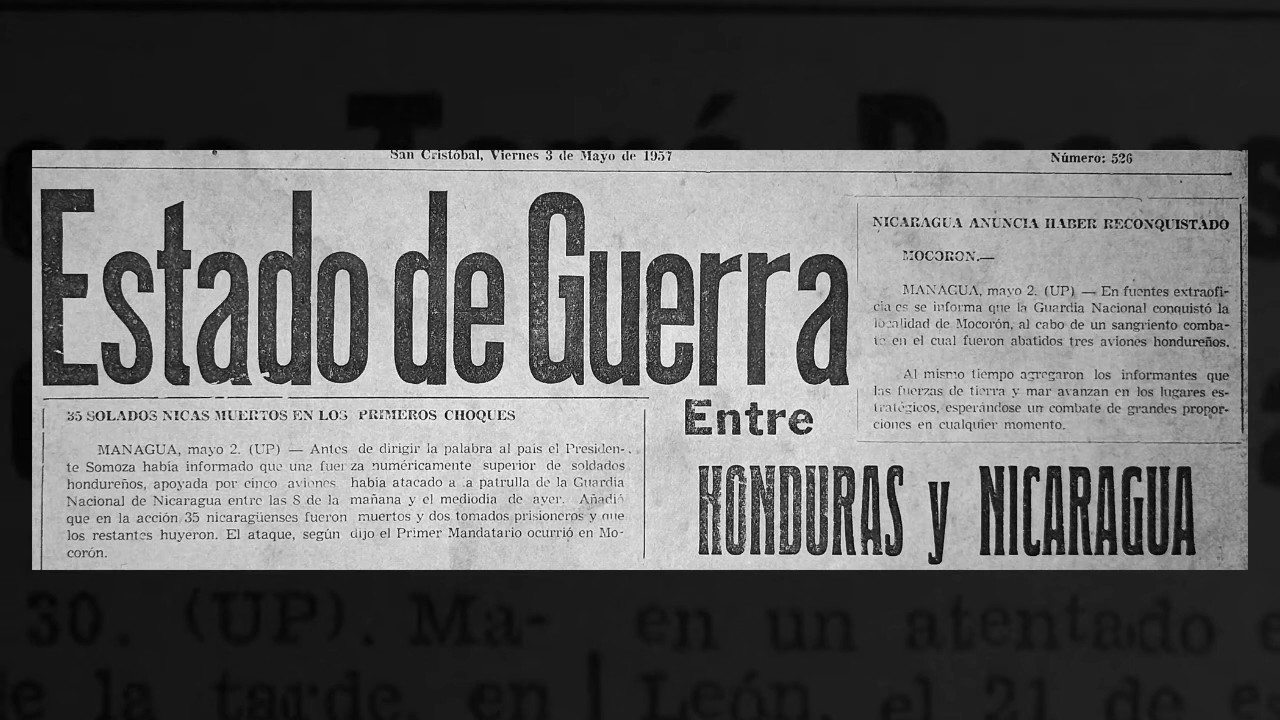 San Cristóbal, Viernes 3 de Mayo de 1957
Número: 526
Estado de Guerra
Entre
HONDURAS y NICARAGUA
35 SOLADOS NICAS MUERTOS EN LOS PRIMEROS CHOQUES
MANAGUA, mayo 2. (UP) — Antes de dirigir la palabra al país el Presiden-
te Somoza había informado que una fuerza numéricamente superior de soldados
hondureños, apoyada por cinco aviones había atacado a a patrulla de la Guardia
Nacional de Nicaragua entre las 8 de la mañana y el mediodía de ayer. Añadió
que en la acción 35 nicaragüenses fueron muertos y dos tomados prisioneros y que
los restantes huyeron. El ataque, según dijo el Primer Mandatario ocurrió en Mo-
corón.
NICARAGUA ANUNCIA HABER RECONQUISTADO
MOCORON.—
MANAGUA, mayo 2. (UP) — En fuentes extraofi-
cia es se informa que la Guardia Nacional conquistó la
localidad de Mocorón, al cabo de un sangriento comba-
te en el cual fueron abatidos tres aviones hondureños.
Al mismo tiempo agregaron los informantes que
las fuerzas de tierra y mar avanzan en los lugares es-
tratégicos, esperándose un combate de grandes propor-
ciones en cualquier momento.
Tomó
30. (UP). Ma-
en un atentado
de la tarde, en
León, el 21 de